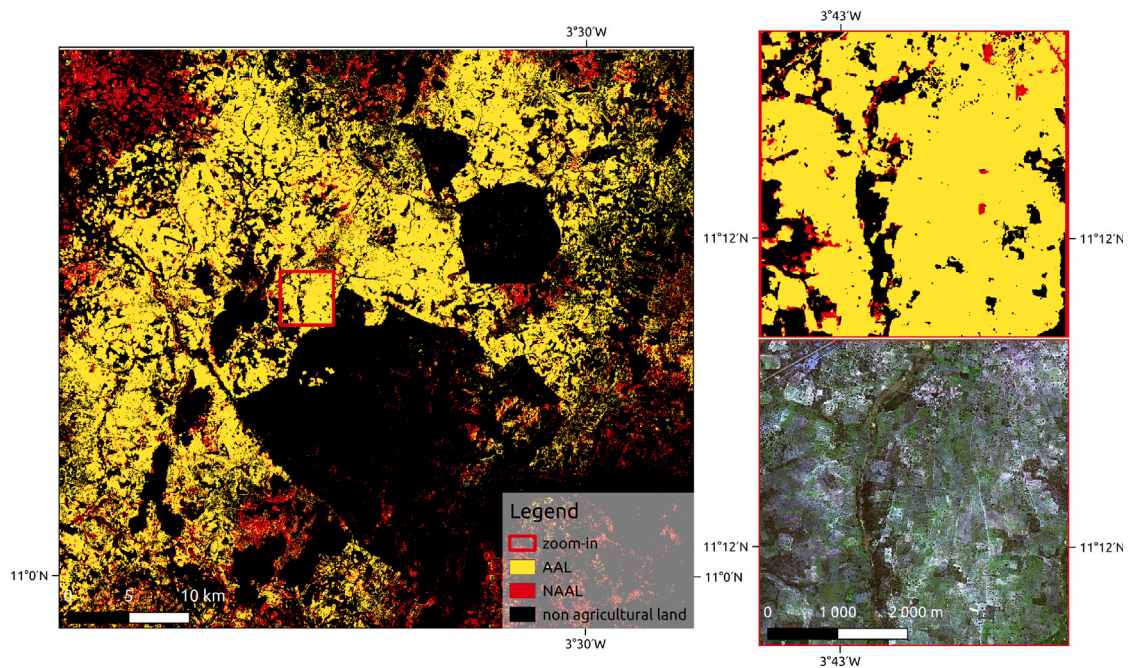 3°30'W
3°43'W
11°12'N
11°12'N
Legend
zoom-in
AAL
NAAL
non agricultural land
0 5 10 km
11°0'N
11°0'N
3°30'W
11°12'N
11°12'N
0 1 000 2 000 m
3°43'W